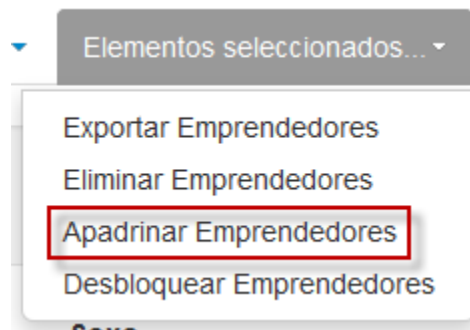 Elementos seleccionados...
Exportar Emprendedores
Eliminar Emprendedores
Apadrinar Emprendedores
Desbloquear Emprendedores